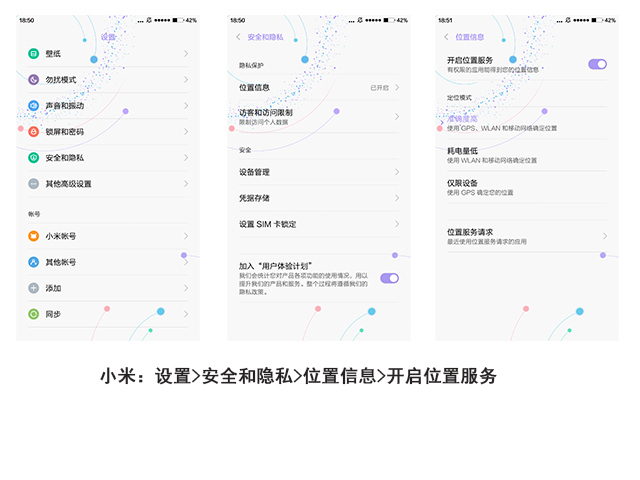 18:50
42%
设置
壁纸
勿扰模式
声音和振动
锁屏和密码
安全和隐私
其他高级设置
帐号
小米帐号
其他帐号
添加
同步
18:50
42%
安全和隐私
隐私保护
位置信息 已开启
访客和访问限制
限制访问个人数据
安全
设备管理
凭据存储
设置 SIM 卡锁定
加入“用户体验计划”
我们会统计您对产品各项功能的使用情况，用以
提升我们的产品和服务。整个过程将遵循我们的
隐私政策。
18:51
42%
位置信息
开启位置服务
有权限的应用能得到您的位置信息
定位模式
准确度高
使用 GPS、WLAN 和移动网络确定位置
耗电量低
使用 WLAN 和移动网络确定位置
仅限设备
使用 GPS 确定您的位置
位置服务请求
最近使用位置服务请求的应用
小米：设置>安全和隐私>位置信息>开启位置服务